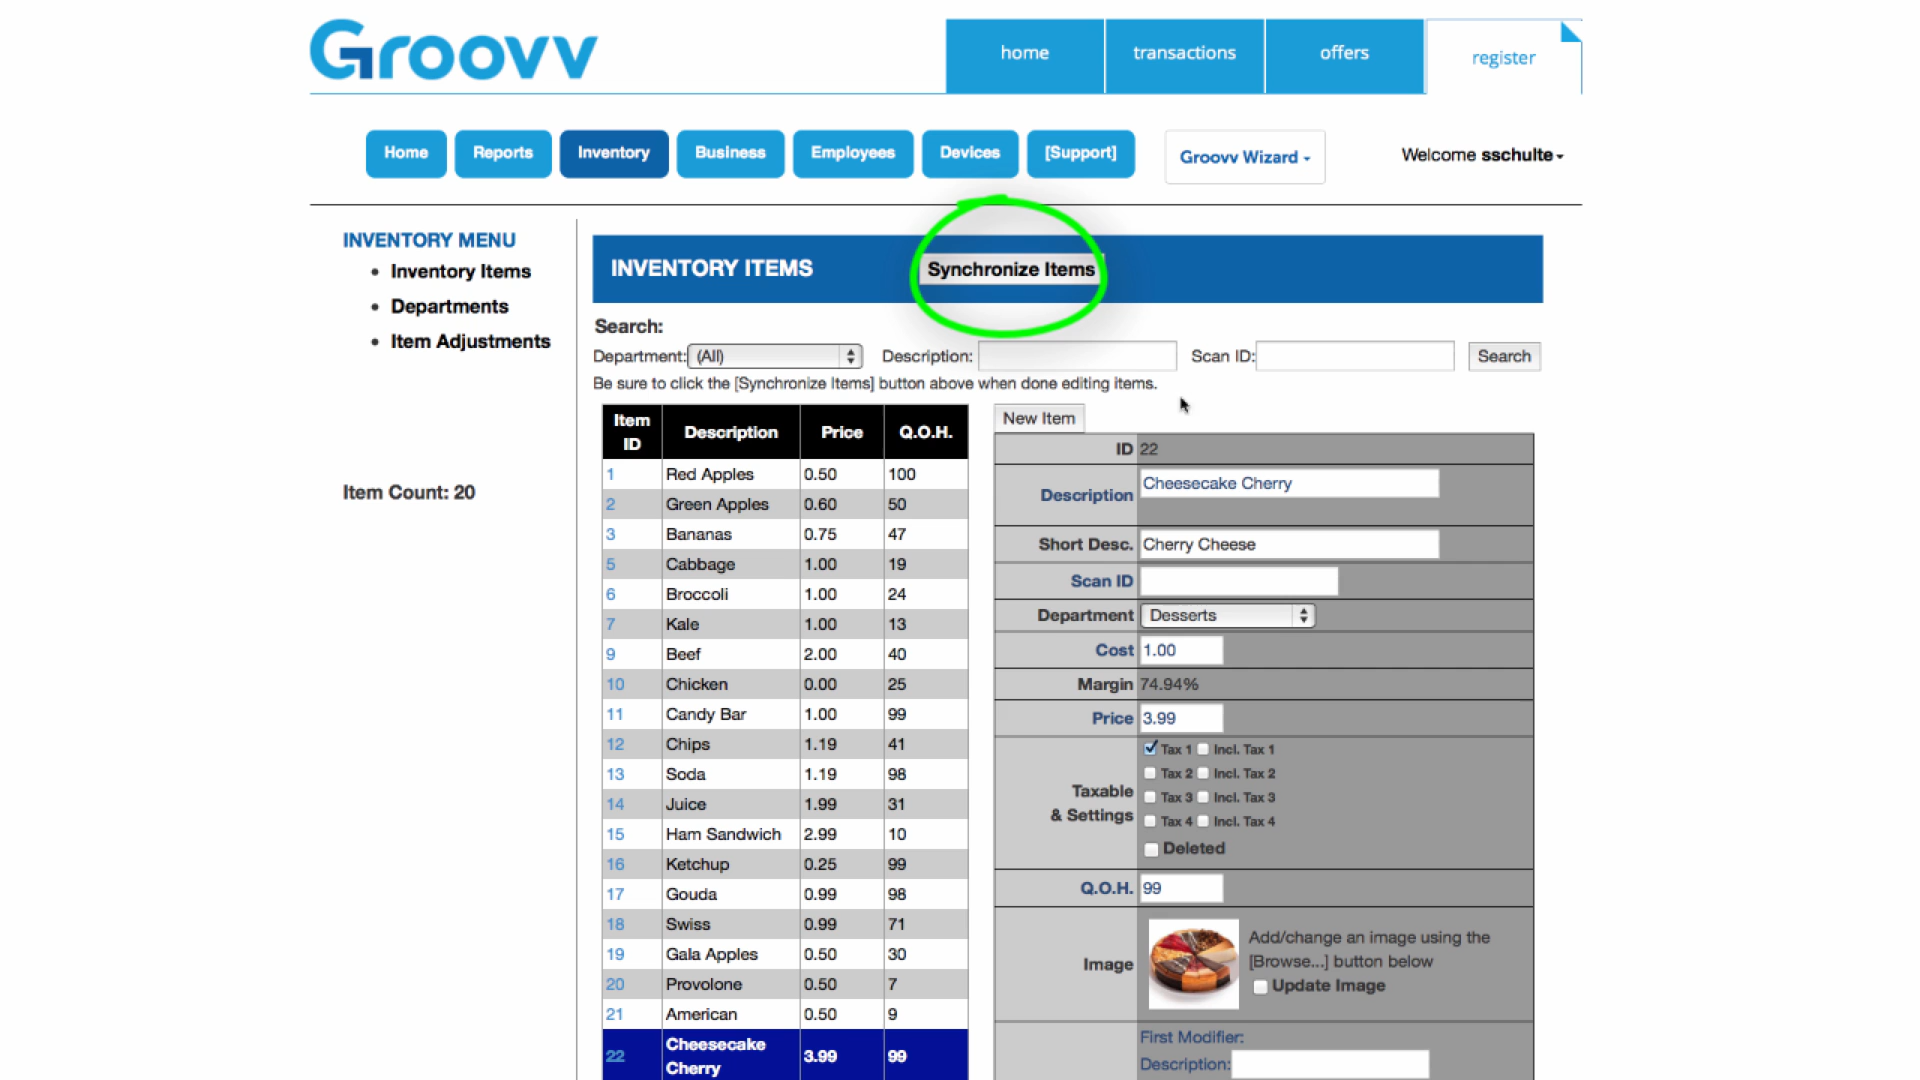 Groovv
home transactions offers register
Home Reports Inventory Business Employees Devices [Support] Groovv Wizard Welcome sschulte
INVENTORY MENU
Inventory Items
Departments
Item Adjustments
Item Count: 20
INVENTORY ITEMS Synchronize Items
Search:
Department: (All) Description: Scan ID: Search
Be sure to click the [Synchronize Items] button above when done editing items.
Item ID Description Price Q.O.H.
1 Red Apples 0.50 100
2 Green Apples 0.60 50
3 Bananas 0.75 47
5 Cabbage 1.00 19
6 Broccoli 1.00 24
7 Kale 1.00 13
9 Beef 2.00 40
10 Chicken 0.00 25
11 Candy Bar 1.00 99
12 Chips 1.19 41
13 Soda 1.19 98
14 Juice 1.99 31
15 Ham Sandwich 2.99 10
16 Ketchup 0.25 99
17 Gouda 0.99 98
18 Swiss 0.99 71
19 Gala Apples 0.50 30
20 Provolone 0.50 7
21 American 0.50 9
22 Cheesecake Cherry 3.99 99
New Item
ID 22
Description Cheesecake Cherry
Short Desc. Cherry Cheese
Scan ID
Department Desserts
Cost 1.00
Margin 74.94%
Price 3.99
Taxable & Settings
Tax 1 Incl. Tax 1
Tax 2 Incl. Tax 2
Tax 3 Incl. Tax 3
Tax 4 Incl. Tax 4
Deleted
Q.O.H. 99
Image
Add/change an image using the
[Browse...] button below
Update Image
First Modifier:
Description: